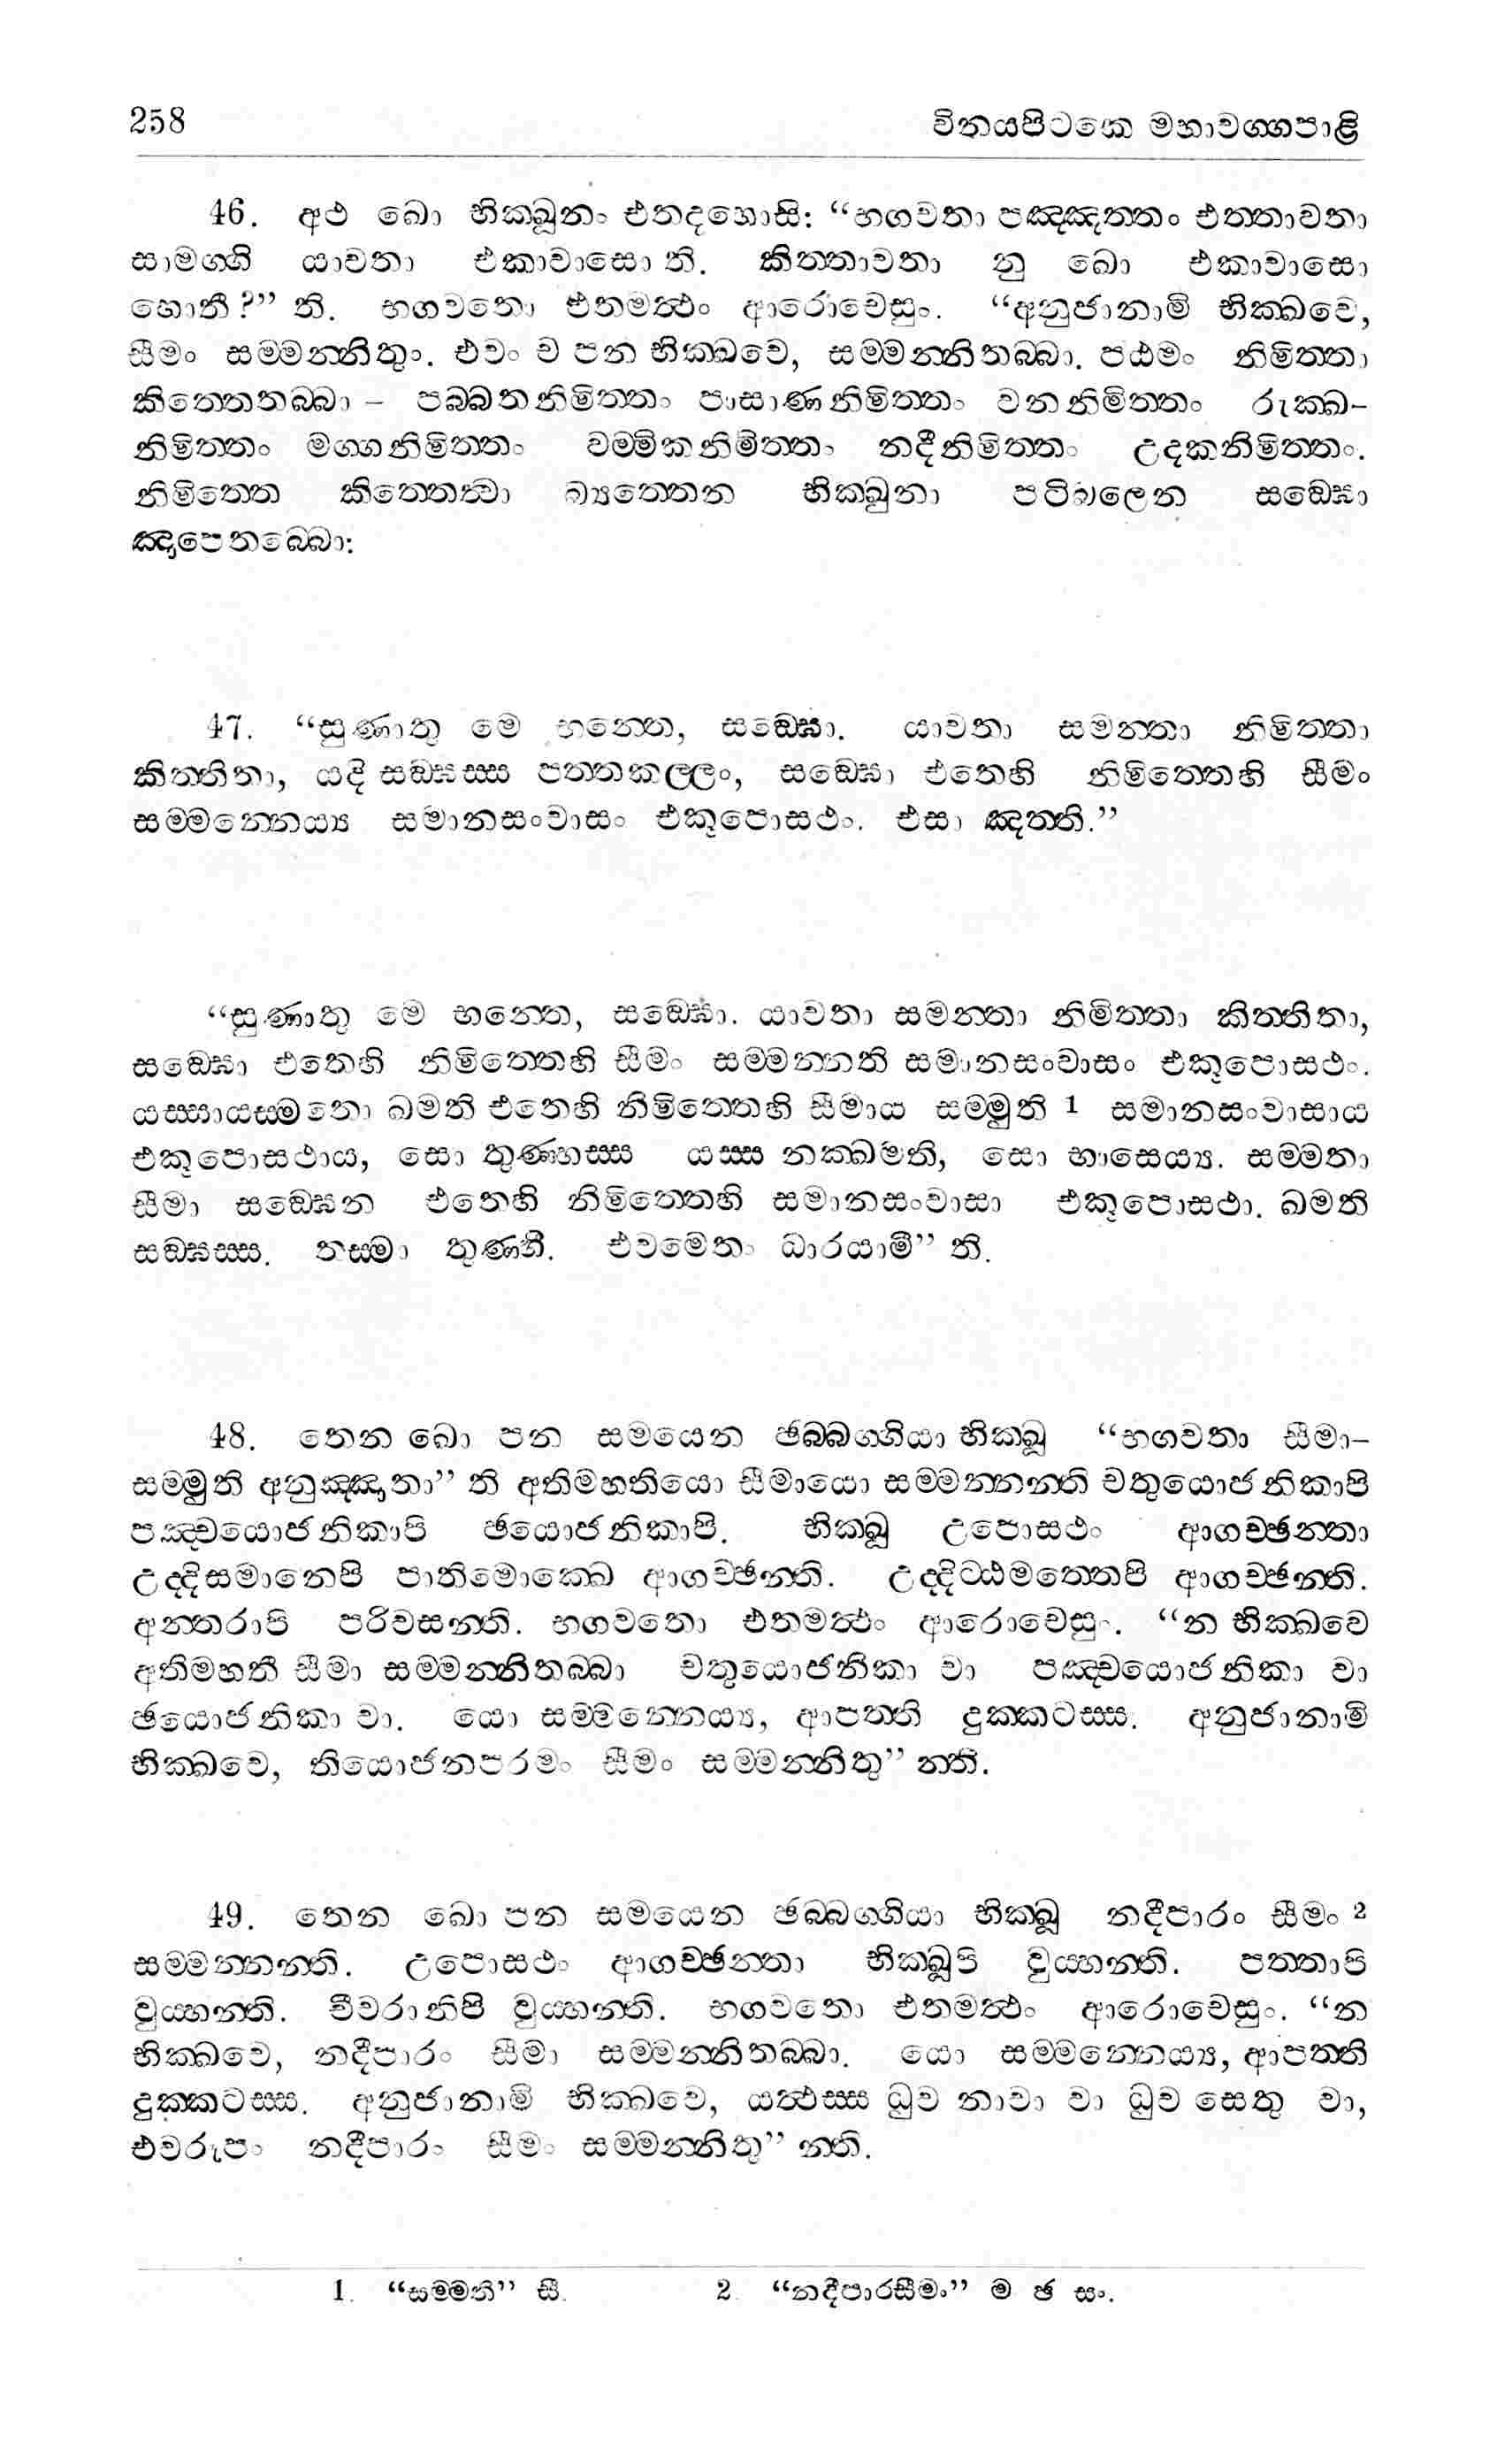 258 විනයපිටකෙ මහාවග්ගපාළි
46. අථ ඛො භික්ඛූනං එතදහොසි: “භගවතා පඤ්ඤත්තං එත්තාවතා
සාමග්ගි යාවතා එකාවාසො ති. කිත්තාවතා නු ඛො එකාවාසො
හොතී?” ති. භගවතො එතමත්ථං ආරොචෙසුං. “අනුජානාමි භික්ඛවෙ,
සීමං සම්මන්නිතුං. එවං ච පන භික්ඛවෙ, සම්මන්නිතබ්බා. පඨමං නිමිත්තා
කිත්තෙතබ්බා – පබ්බතනිමිත්තං පාසාණනිමිත්තං වනනිමිත්තං රුක්ඛ-
නිමිත්තං මග්ගනිමිත්තං වම්මිකනිමිත්තං නදීනිමිත්තං උදකනිමිත්තං.
නිමිත්තෙ කිත්තෙත්වා බ්‍යත්තෙන භික්ඛුනා පටිබලෙන සඞ්ඝො
ඤාපෙතබ්බො:
47. “සුණාතු මෙ භන්තෙ, සඞ්ඝො. යාවතා සමන්තා නිමිත්තා
කිත්තිතා, යදි සඞ්ඝස්ස පත්තකල්ලං, සඞ්ඝො එතෙහි නිමිත්තෙහි සීමං
සම්මන්නෙය්‍ය සමානසංවාසං එකූපොසථං. එසා ඤත්ති.”
“සුණාතු මෙ භන්තෙ, සඞ්ඝො. යාවතා සමන්තා නිමිත්තා කිත්තිතා,
සඞ්ඝො එතෙහි නිමිත්තෙහි සීමං සම්මන්නති සමානසංවාසං එකූපොසථං.
යස්සායස්මතො ඛමති එතෙහි නිමිත්තෙහි සීමාය සම්මුති 1 සමානසංවාසාය
එකූපොසථාය, සො තුණ්හස්ස යස්ස නක්ඛමති, සො භාසෙය්‍ය. සම්මතා
සීමා සඞ්ඝෙන එතෙහි නිමිත්තෙහි සමානසංවාසා එකූපොසථා. ඛමති
සඞ්ඝස්ස. තස්මා තුණ්හී. එවමෙතං ධාරයාමී” ති.
48. තෙන ඛො පන සමයෙන ඡබ්බග්ගියා භික්ඛූ “භගවතා සීමා-
සම්මුති අනුඤ්ඤාතා” ති අතිමහතියො සීමායො සම්මන්නන්ති චතුයොජනිකාපි
පඤ්චයොජනිකාපි ඡයොජනිකාපි. භික්ඛූ උපොසථං ආගච්ඡන්තා
උද්දිසමානෙපි පාතිමොක්ඛෙ ආගච්ඡන්ති. උද්දිට්ඨමත්තෙපි ආගච්ඡන්ති.
අන්තරාපි පරිවසන්ති. භගවතො එතමත්ථං ආරොචෙසුං. “න භික්ඛවෙ
අතිමහතී සීමා සම්මන්නිතබ්බා චතුයොජනිකා වා පඤ්චයොජනිකා වා
ඡයොජනිකා වා. යො සම්මන්නෙය්‍ය, ආපත්ති දුක්කටස්ස. අනුජානාමි
භික්ඛවෙ, තියොජනපරමං සීමං සම්මන්නිතු” න්ති.
49. තෙන ඛො පන සමයෙන ඡබ්බග්ගියා භික්ඛූ නදීපාරං සීමං 2
සම්මන්නන්ති. උපොසථං ආගච්ඡන්තා භික්ඛූපි වුය්හන්ති. පත්තාපි
වුය්හන්ති. චීවරානිපි වුය්හන්ති. භගවතො එතමත්ථං ආරොචෙසුං. “න
භික්ඛවෙ, නදීපාරං සීමා සම්මන්නිතබ්බා. යො සම්මන්නෙය්‍ය, ආපත්ති
දුක්කටස්ස. අනුජානාමි භික්ඛවෙ, යත්ථස්ස ධුව නාවා වා ධුව සෙතු වා,
එවරූපං නදීපාරං සීමං සම්මන්නිතු” න්ති.
1. “සම්මති” සී. 2. “නදීපාරසීමං” ම ඡ සං.